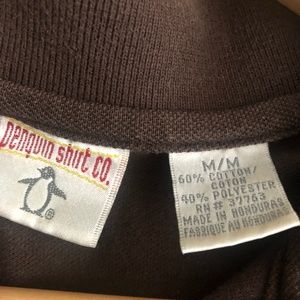 penguin shirt co.
®
M/M
60% COTTON/
COTON
40% POLYESTER
RN# 37763
MADE IN HONDURAS
FABRIQUE AU HONDURAS